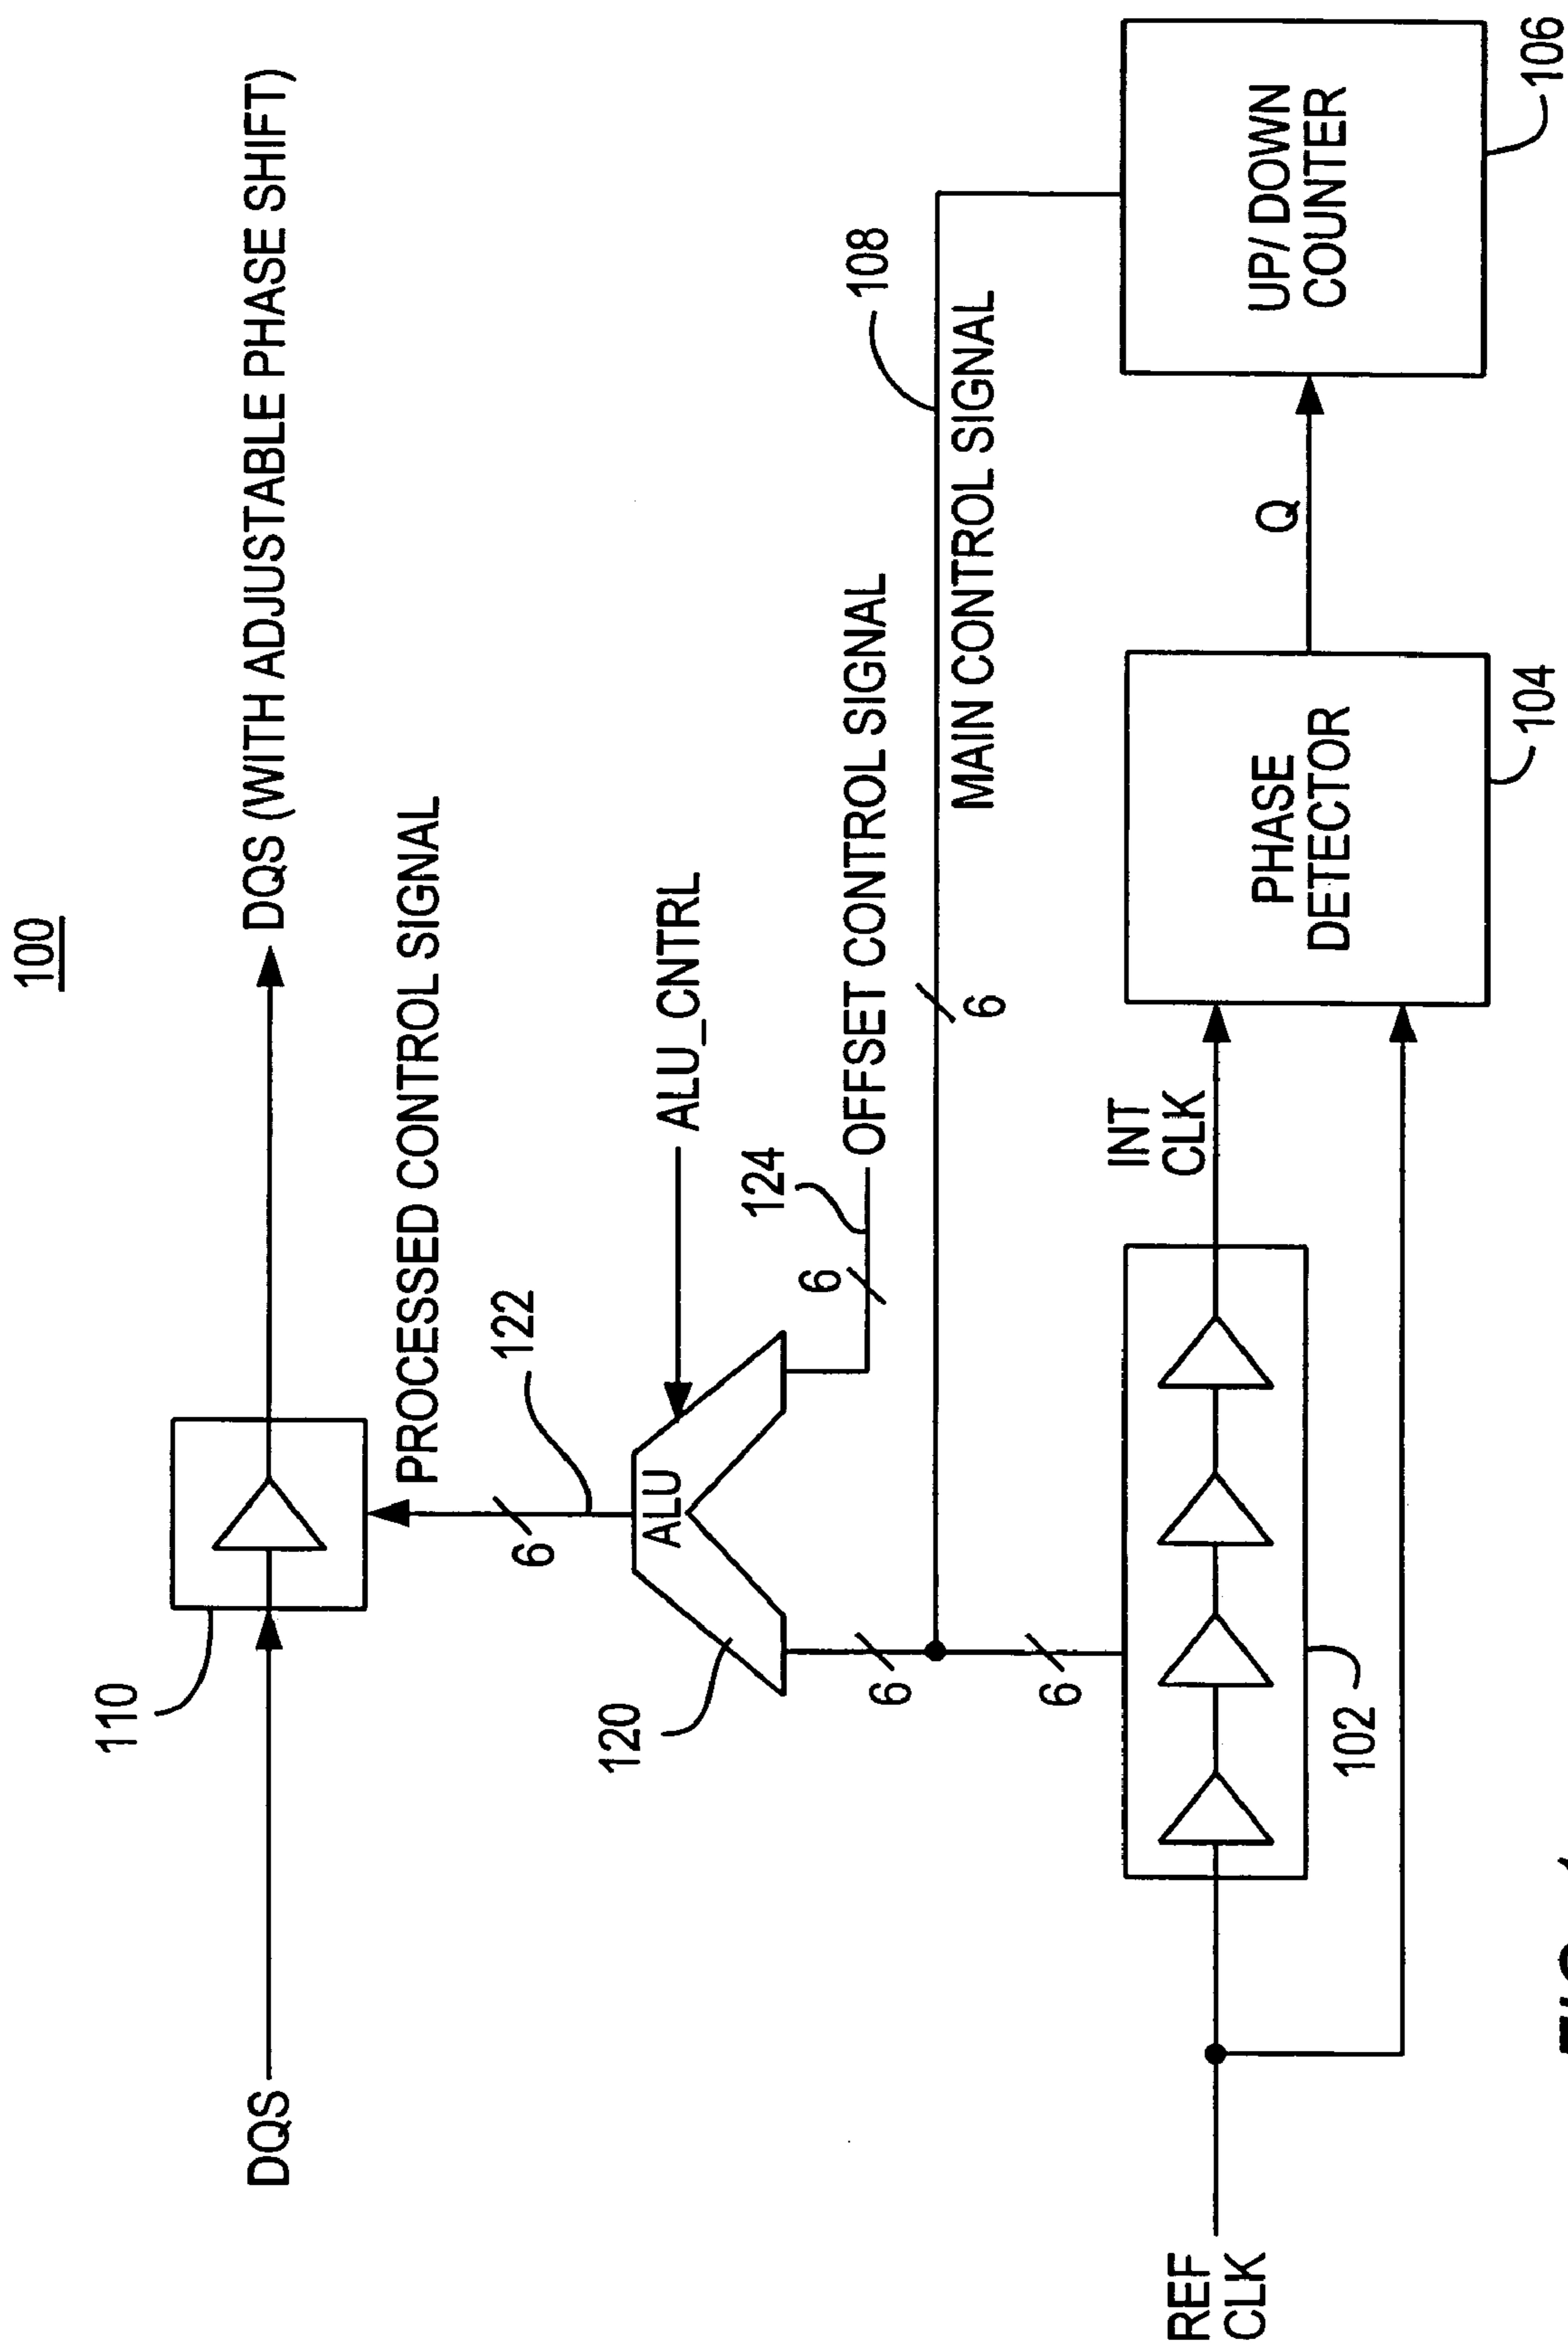 100
DQS
DQS (WITH ADJUSTABLE PHASE SHIFT)
110
PROCESSED CONTROL SIGNAL
6
122
ALU
120
ALU_CNTRL
124
6
OFFSET CONTROL SIGNAL
6
6
6
108
MAIN CONTROL SIGNAL
REF
CLK
102
INT
CLK
PHASE
DETECTOR
104
Q
UP/DOWN
COUNTER
106